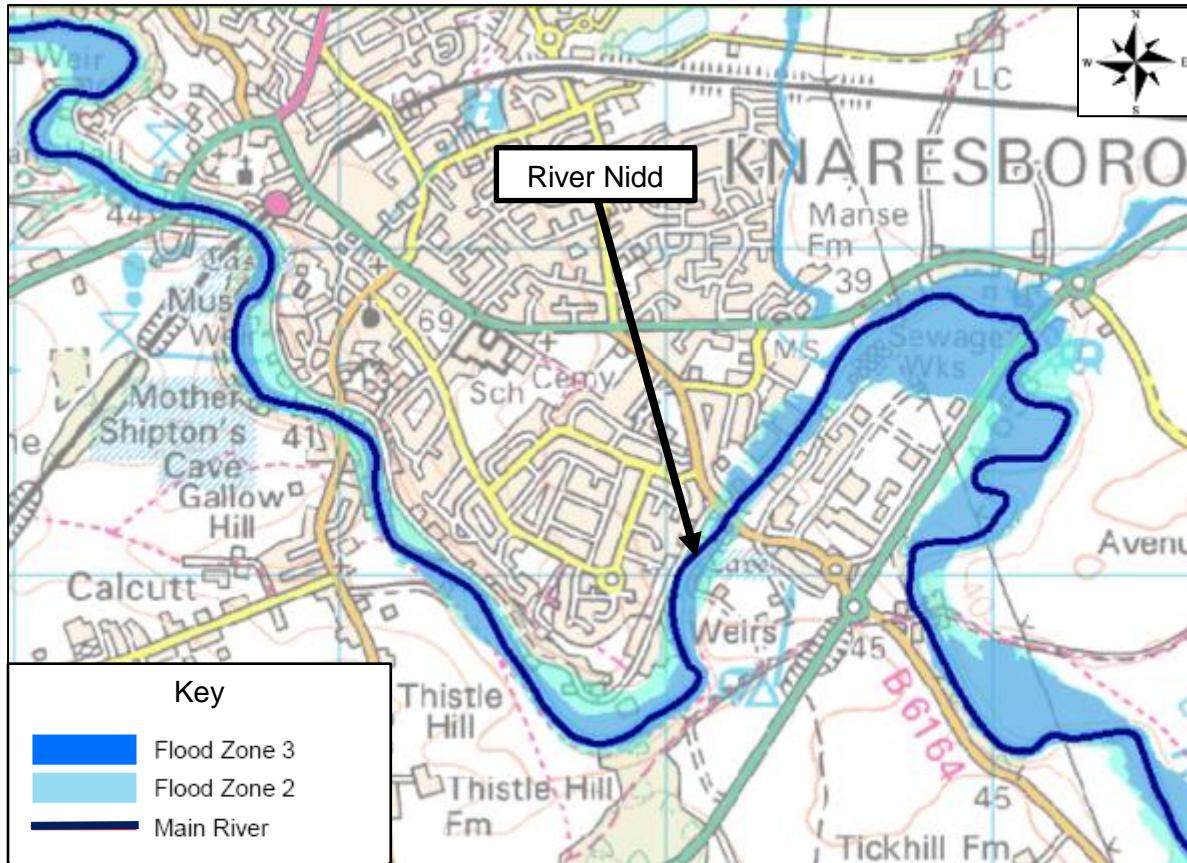 Weir
N
W
E
S
LC
River Nidd
KNARESBORO
Manse
Fm
44
39
Mus
Weir
69
MS
Sewage
Wks
Sch
Cemy
Mother
Shipton's
Cave
41
Gallow
Hill
Avenu
Calcutt
Weirs
45
B 6164
Thistle
Hill
Thistle Hill
Fm
45
Tickhill Fm
Key
Flood Zone 3
Flood Zone 2
Main River